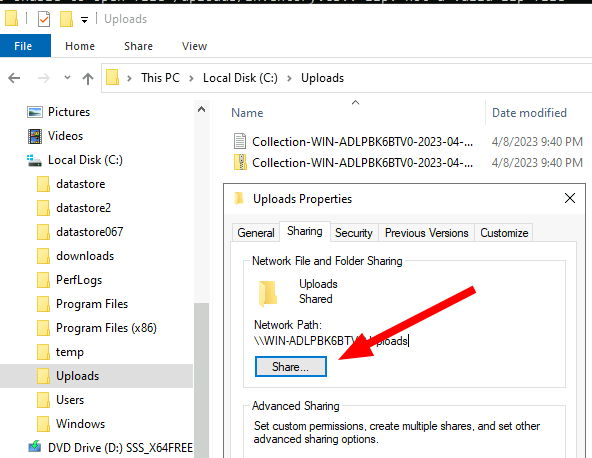 Uploads
File
Home
Share
View
This PC
Local Disk (C:)
Uploads
Pictures
Videos
Local Disk (C:)
datastore
datastore2
datastore067
downloads
PerfLogs
Program Files
Program Files (x86)
temp
Uploads
Users
Windows
DVD Drive (D:) SSS_X64FREE
Name
Date modified
Collection-WIN-ADLPBK6BTV0-2023-04-...
4/8/2023 9:40 PM
Collection-WIN-ADLPBK6BTV0-2023-04-...
4/8/2023 9:40 PM
Uploads Properties
General
Sharing
Security
Previous Versions
Customize
Network File and Folder Sharing
Uploads
Shared
Network Path:
\\WIN-ADLPBK6BTV Uploads
Share...
Advanced Sharing
Set custom permissions, create multiple shares, and set other
advanced sharing options.